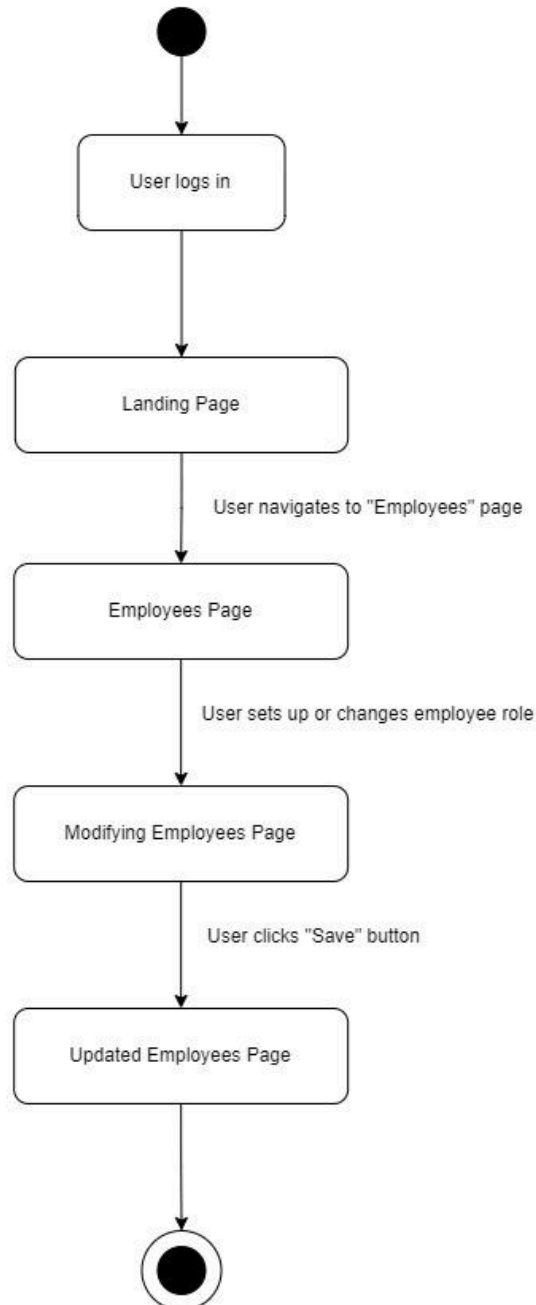 User logs in
Landing Page
User navigates to "Employees" page
Employees Page
User sets up or changes employee role
Modifying Employees Page
User clicks "Save" button
Updated Employees Page